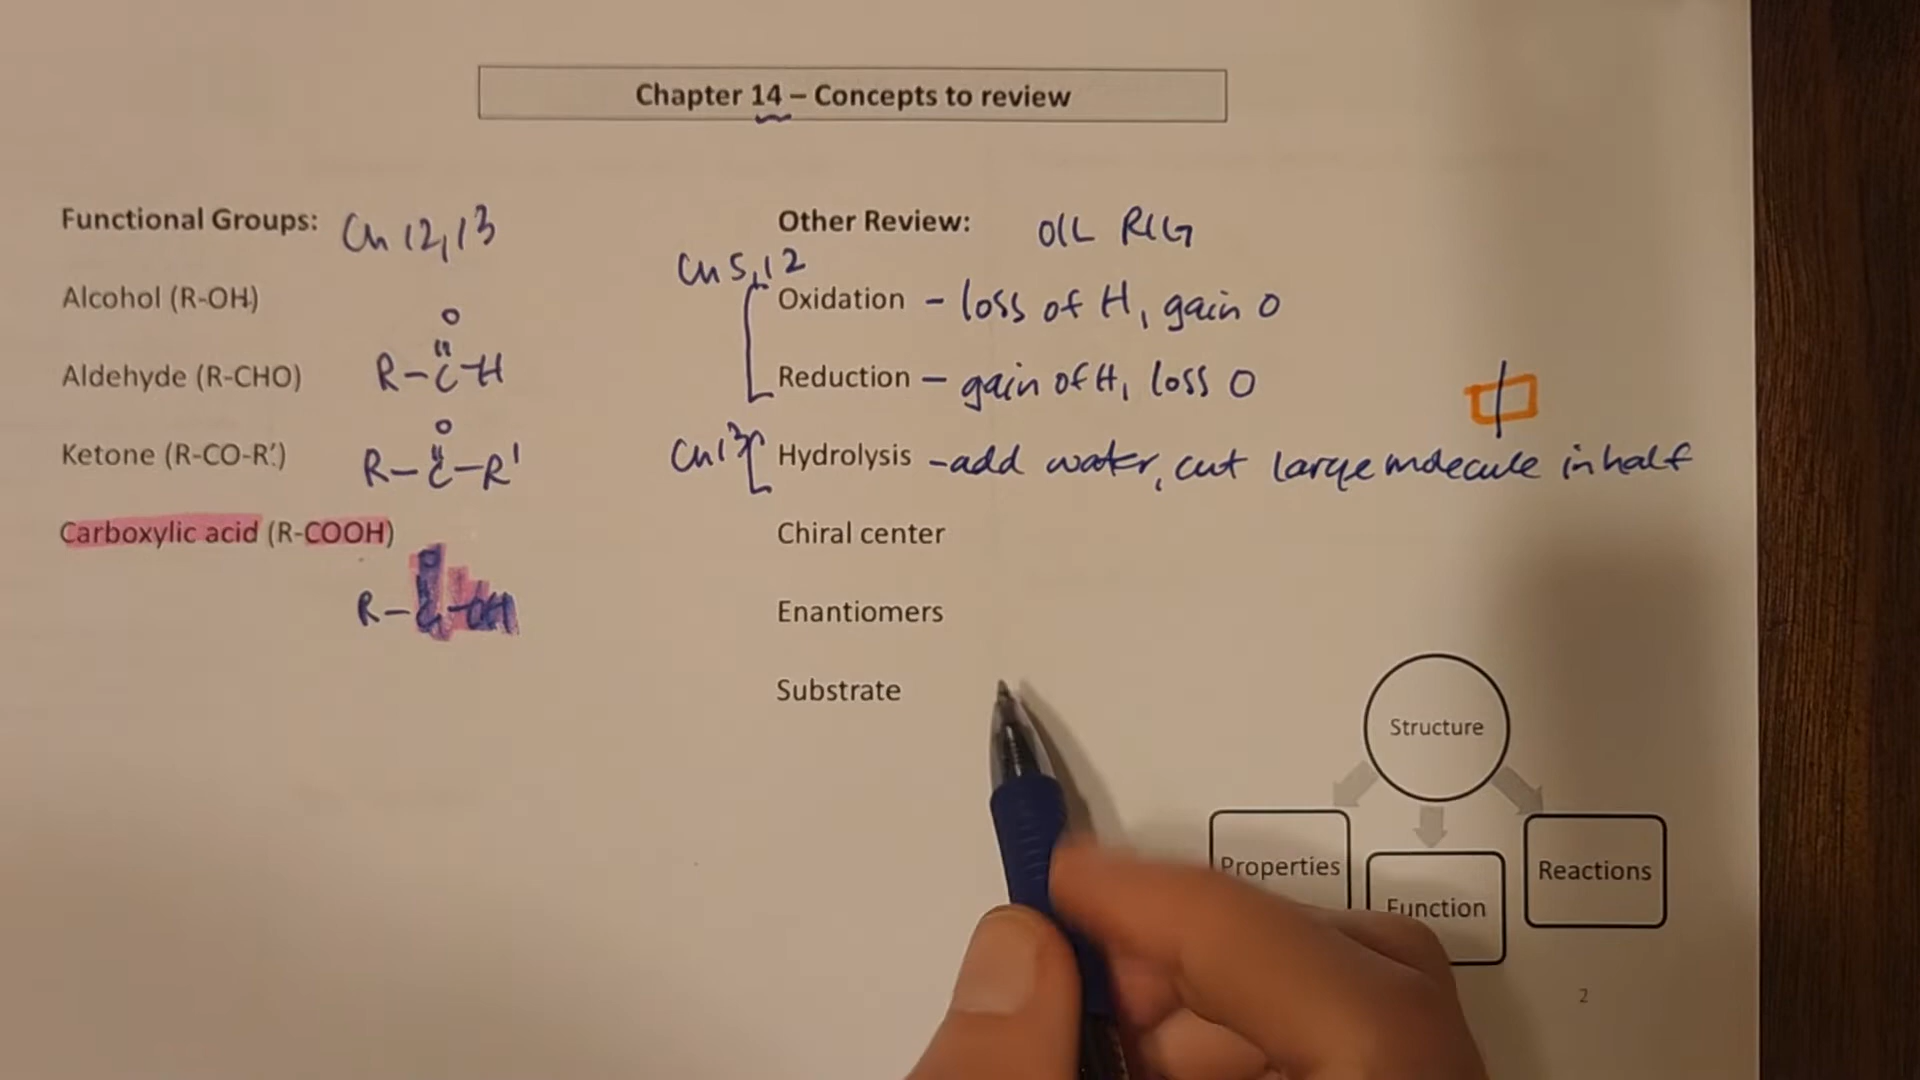 Chapter 14 – Concepts to review
Functional Groups: Ch 12,13
Alcohol (R-OH)
Aldehyde (R-CHO)
O
R-C-H
Ketone (R-CO-R')
O
R-C-R'
Carboxylic acid (R-COOH)
O
R-C-OH
Other Review: OIL RIG
Ch 5,12
Oxidation - loss of H, gain O
Reduction - gain of H, loss O
Ch 13 Hydrolysis - add water, cut large molecule in half
Chiral center
Enantiomers
Substrate
Structure
Properties
Function
Reactions
2